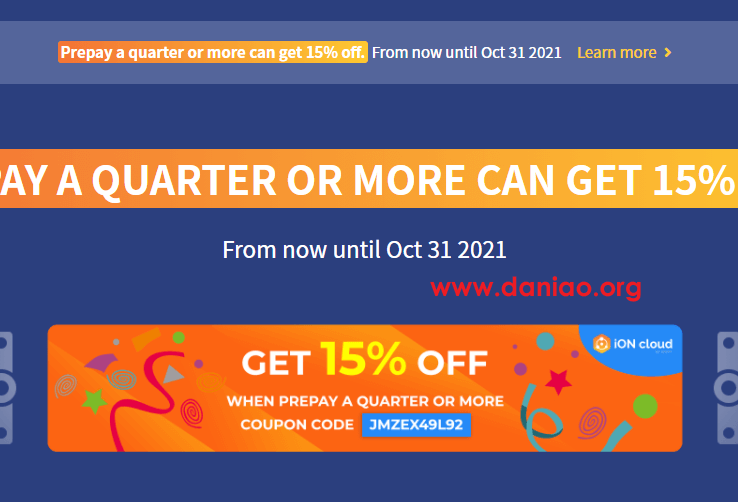 Prepay a quarter or more can get 15% off. From now until Oct 31 2021 Learn more
PAY A QUARTER OR MORE CAN GET 15%
From now until Oct 31 2021
www.daniao.org
iON cloud
GET 15% OFF
WHEN PREPAY A QUARTER OR MORE
COUPON CODE JMZEX49L92